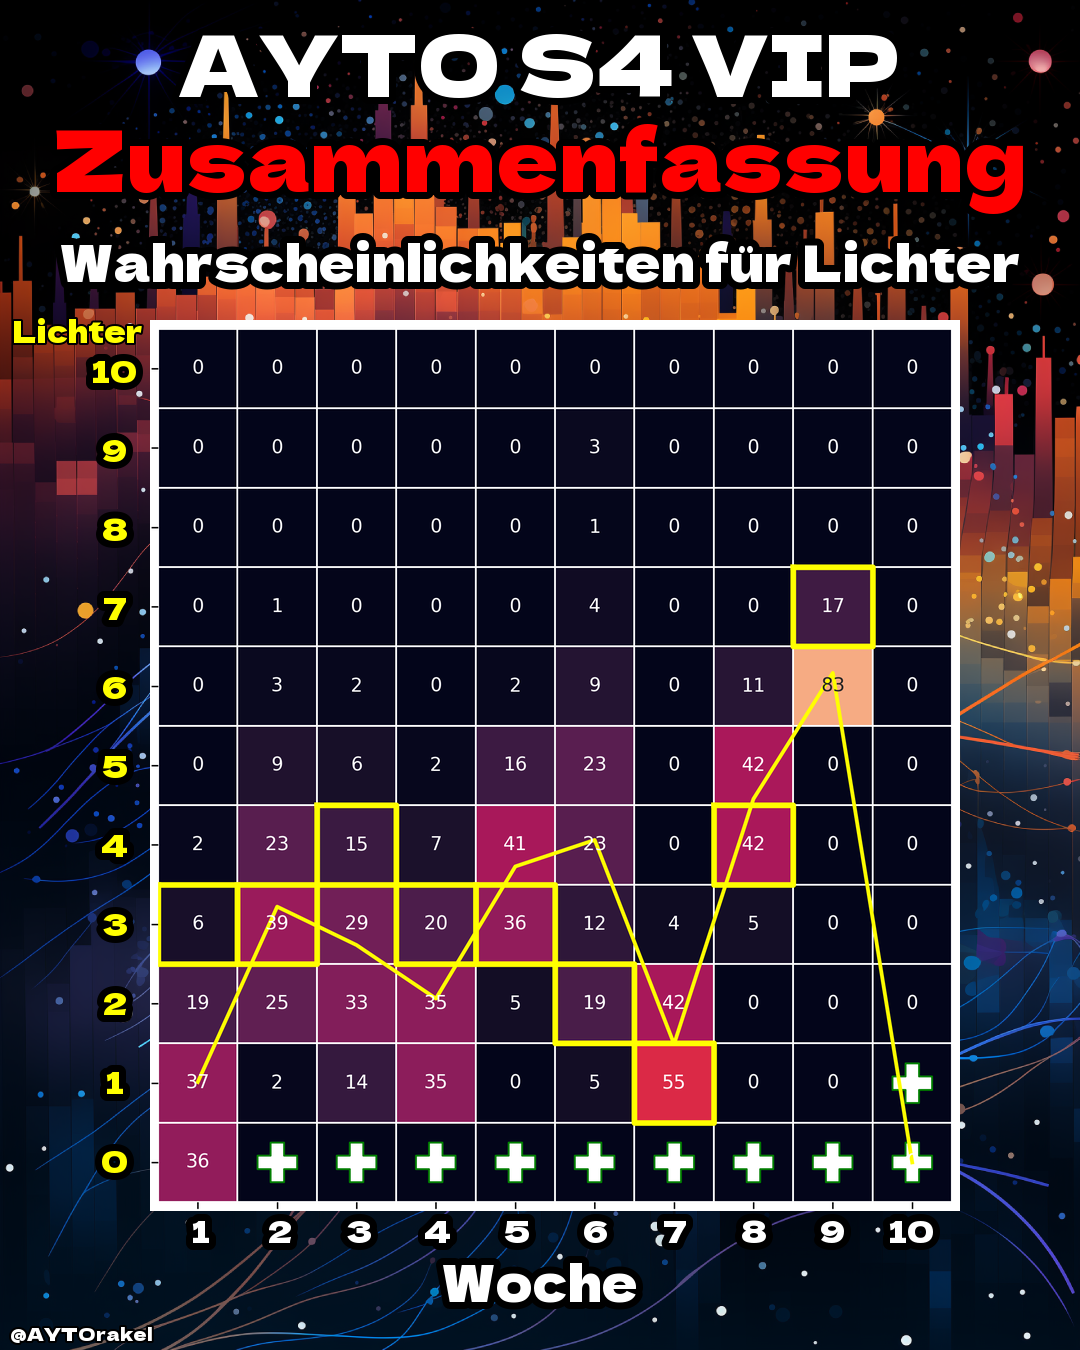 AYTO S4 VIP
Zusammenfassung
Wahrscheinlichkeiten für Lichter
Lichter
10 0 0 0 0 0 0 0 0 0 0
9 0 0 0 0 0 3 0 0 0 0
8 0 0 0 0 0 1 0 0 0 0
7 0 1 0 0 0 4 0 0 17 0
6 0 3 2 0 2 9 0 11 83 0
5 0 9 6 2 16 23 0 42 0 0
4 2 23 15 7 41 23 0 42 0 0
3 6 39 29 20 36 12 4 5 0 0
2 19 25 33 35 5 19 42 0 0 0
1 37 2 14 35 0 5 55 0 0
0 36
1 2 3 4 5 6 7 8 9 10
Woche
@AYTOrakel